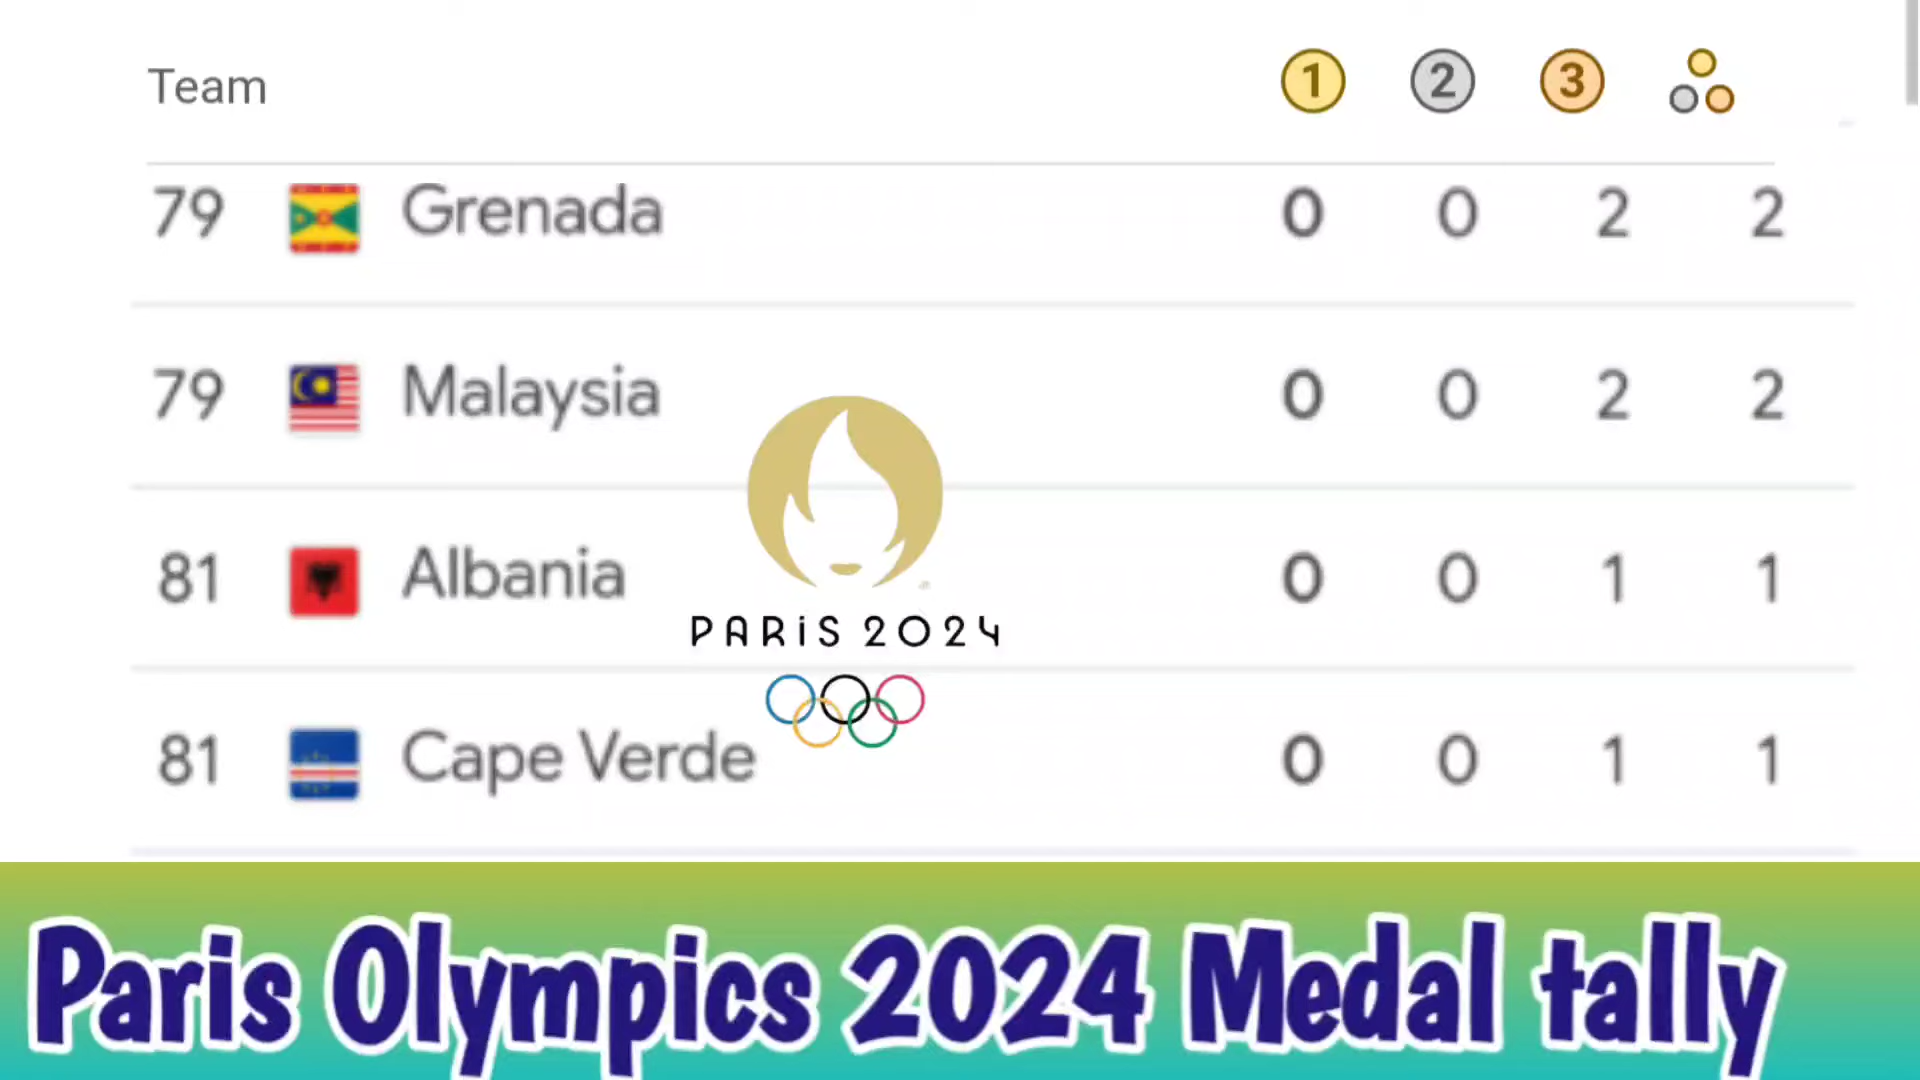 Team 1 2 3
79 Grenada 0 0 2 2
79 Malaysia 0 0 2 2
81 Albania 0 0 1 1
PARiS 2024
81 Cape Verde 0 0 1 1
Paris Olympics 2024 Medal tally